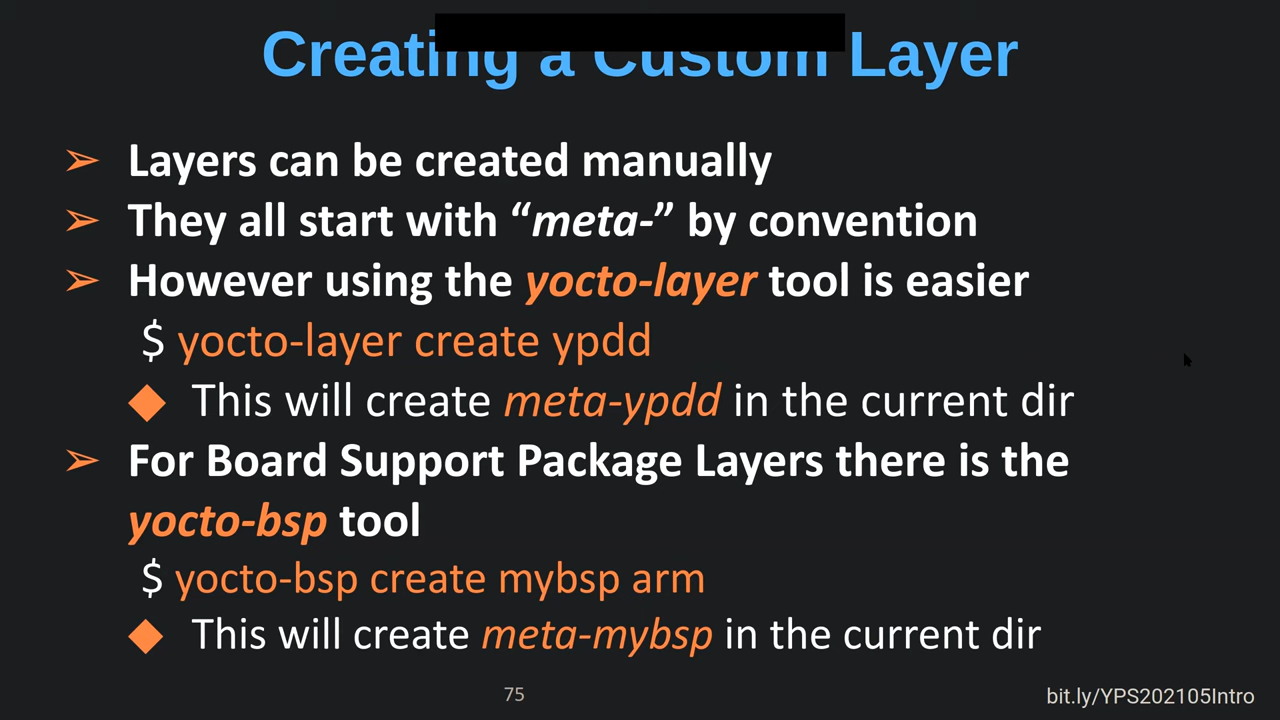 Creating a Custom Layer
➢ Layers can be created manually
➢ They all start with “meta-” by convention
➢ However using the yocto-layer tool is easier
$ yocto-layer create ypdd
◆ This will create meta-ypdd in the current dir
➢ For Board Support Package Layers there is the
yocto-bsp tool
$ yocto-bsp create mybsp arm
◆ This will create meta-mybsp in the current dir
75
bit.ly/YPS202105Intro